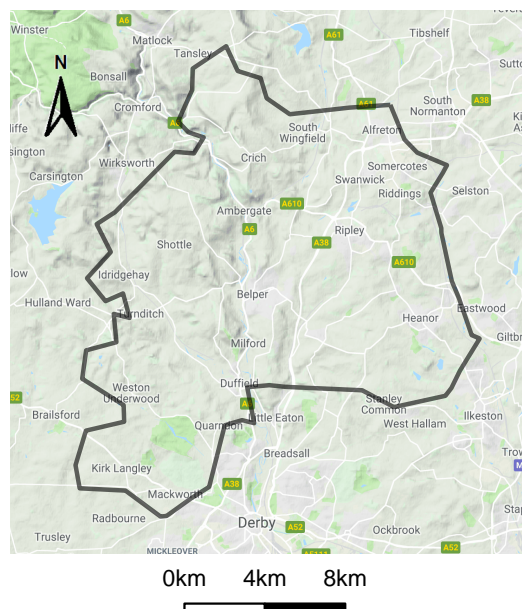 A6
Winster
Tibshelf
A61
Matlock
Tansley
Bonsall
Sutto
N
Cromford
A61
South
Normanton
A38
A6
South
Wingfield
Alfreton
Wirksworth
Crich
Somercotes
Carsington
Swanwick
Riddings
Selston
A610
Ambergate
A6
Ripley
Shottle
A38
A610
Idridgehay
Belper
Hulland Ward
Turnditch
Eastwood
Heanor
Milford
Duffield
Weston
Underwood
Stanley
Common
Brailsford
Little Eaton
Quarndon
West Hallam
Ilkeston
Breadsall
Kirk Langley
A38
Mackworth
Radbourne
Derby
A52
Ockbrook
Trusley
A52
MICKLEOVER
0km 4km 8km